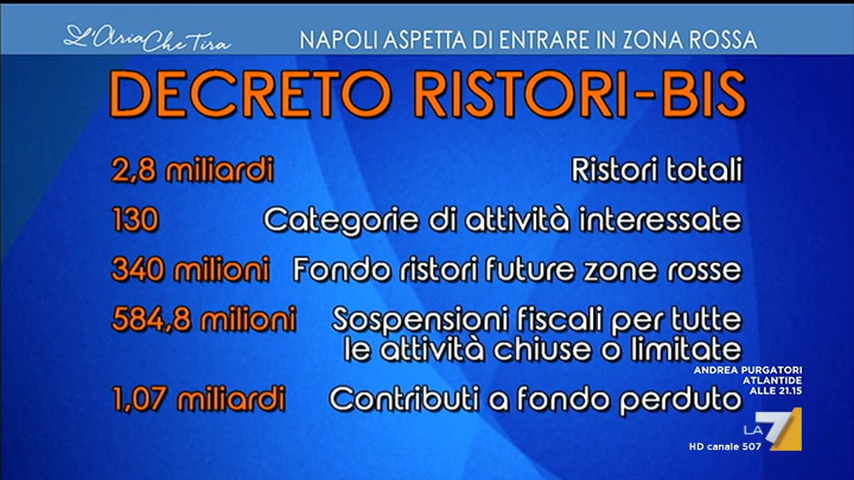 L'Aria Che Tira
NAPOLI ASPETTA DI ENTRARE IN ZONA ROSSA
DECRETO RISTORI-BIS
2,8 miliardi Ristori totali
130 Categorie di attività interessate
340 milioni Fondo ristori future zone rosse
584,8 milioni Sospensioni fiscali per tutte
le attività chiuse o limitate
1,07 miliardi Contributi a fondo perduto
ANDREA PURGATORI
ATLANTIDE
ALLE 21.15
LA7
HD canale 507